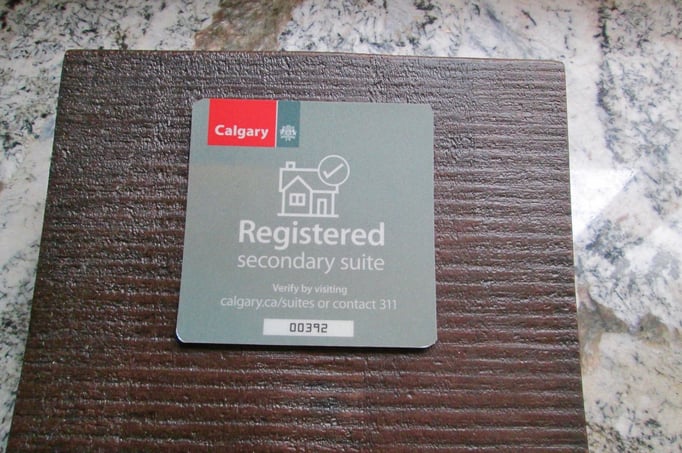 Calgary
Registered
secondary suite
Verify by visiting
calgary.ca/suites or contact 311
00392